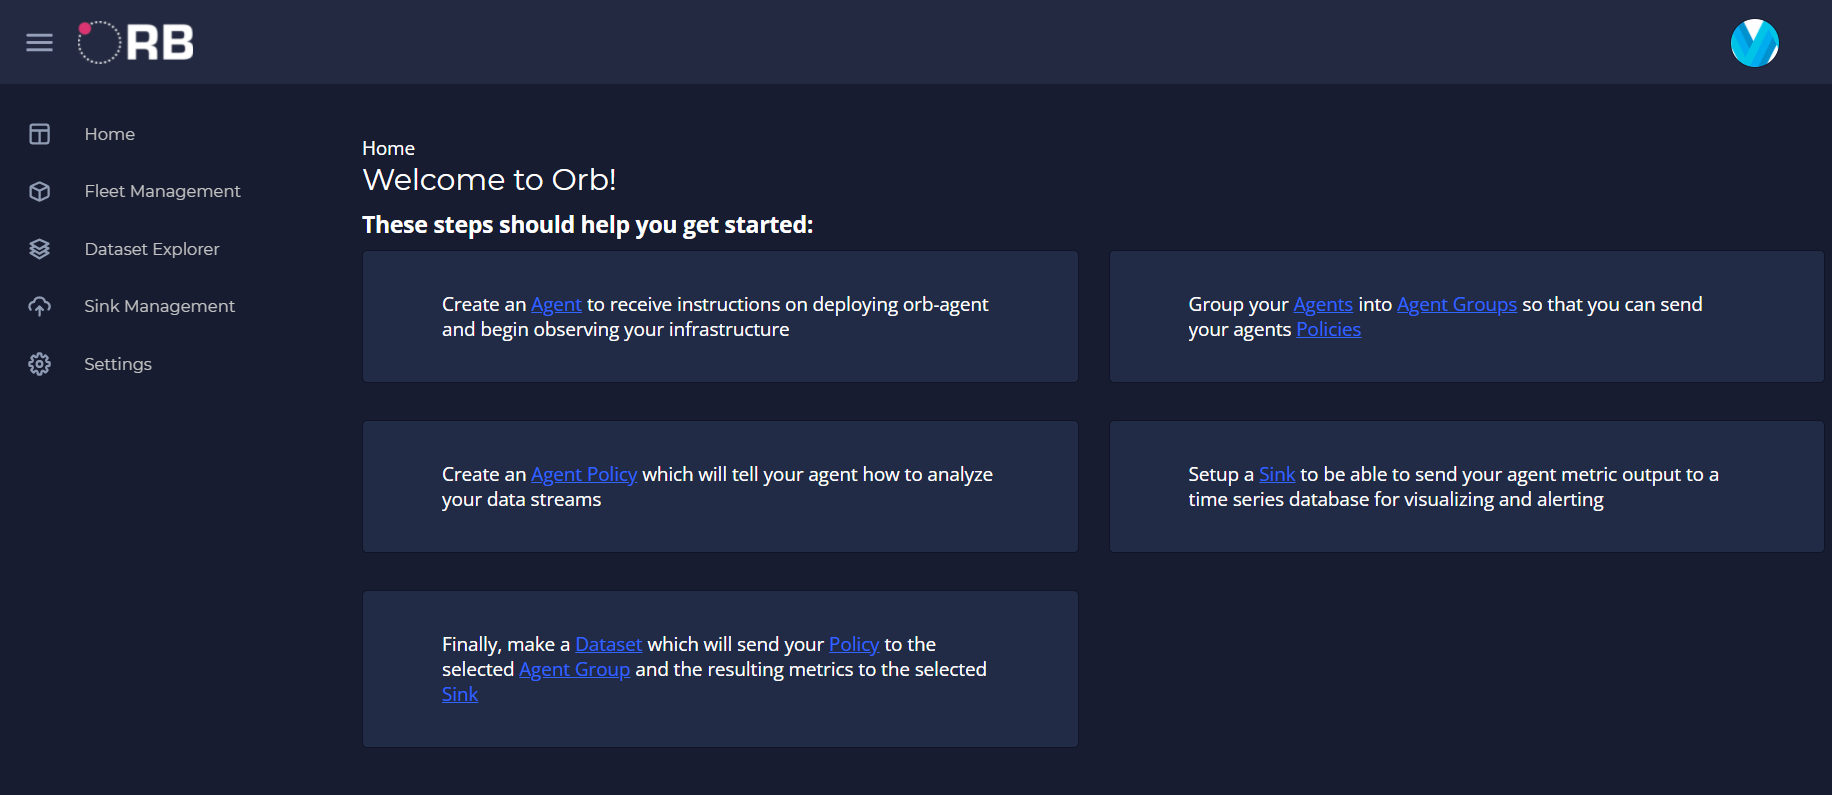 ORB
Home
Fleet Management
Dataset Explorer
Sink Management
Settings
Home
Welcome to Orb!
These steps should help you get started:
Create an Agent to receive instructions on deploying orb-agent
and begin observing your infrastructure
Group your Agents into Agent Groups so that you can send
your agents Policies
Create an Agent Policy which will tell your agent how to analyze
your data streams
Setup a Sink to be able to send your agent metric output to a
time series database for visualizing and alerting
Finally, make a Dataset which will send your Policy to the
selected Agent Group and the resulting metrics to the selected
Sink